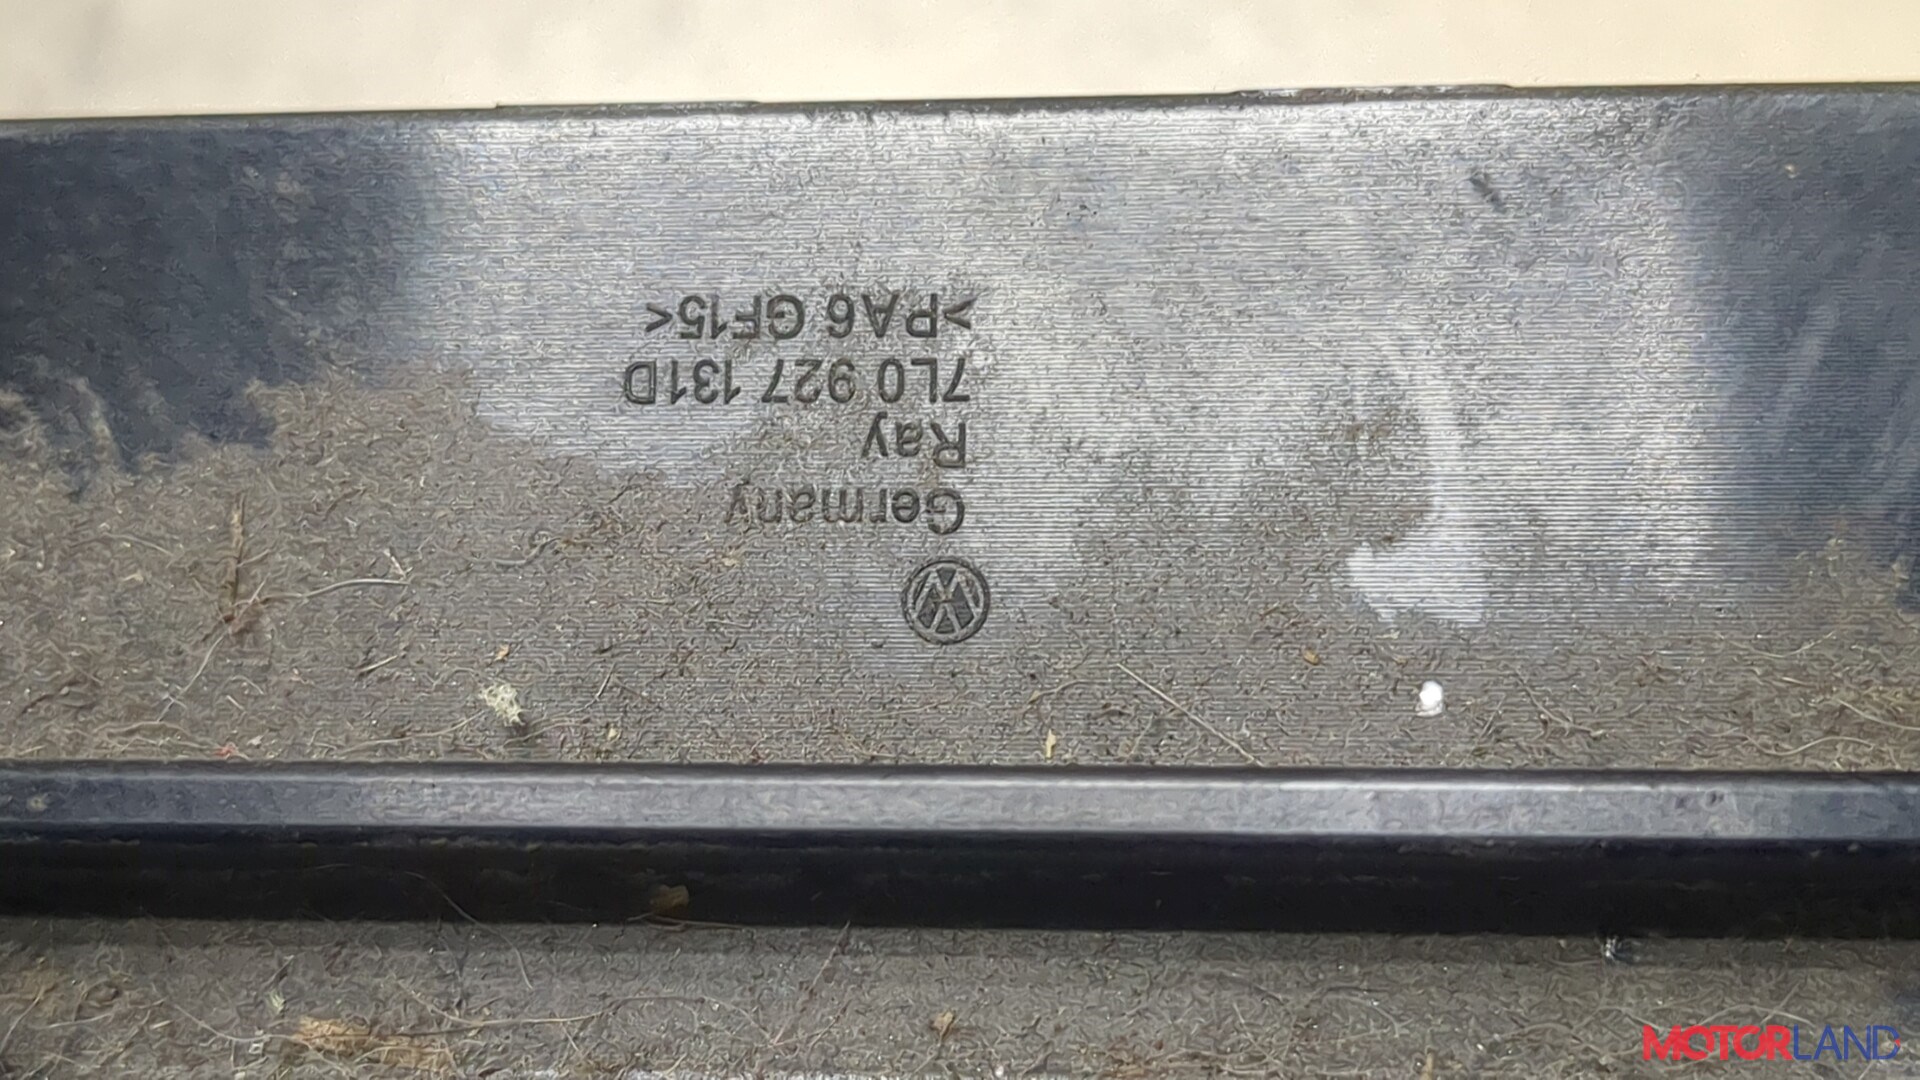 Germany
Ray
7L0 927 131D
>PA6 GF15<
MOTORLAND